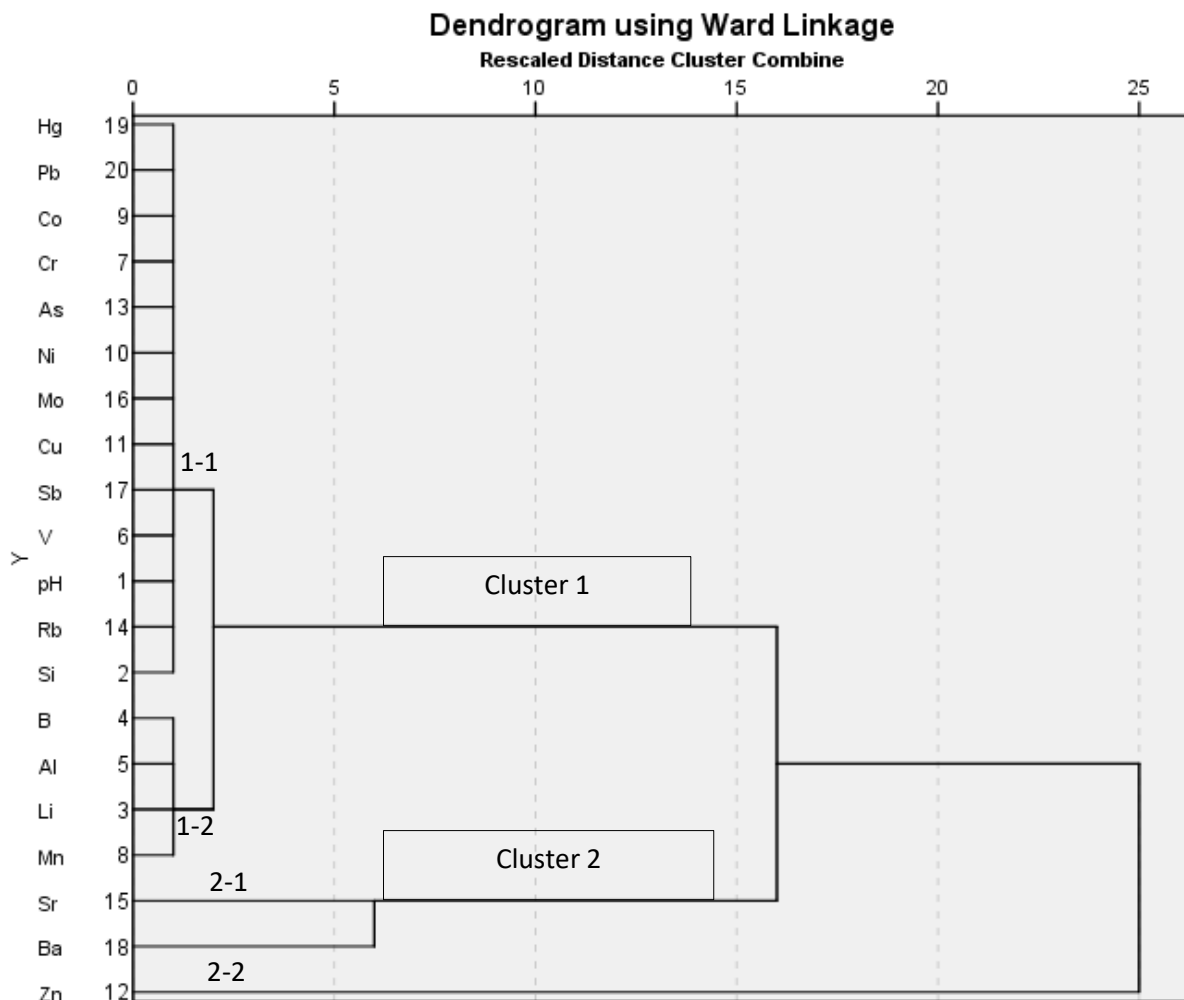 Dendrogram using Ward Linkage
Rescaled Distance Cluster Combine
0 5 10 15 20 25
Hg 19
Pb 20
Co 9
Cr 7
As 13
Ni 10
Mo 16
Cu 11
1-1
Sb 17
V 6
Y
pH 1
Cluster 1
Rb 14
Si 2
B 4
Al 5
Li 3
1-2
Mn 8
Cluster 2
2-1
Sr 15
Ba 18
2-2
Zn 12